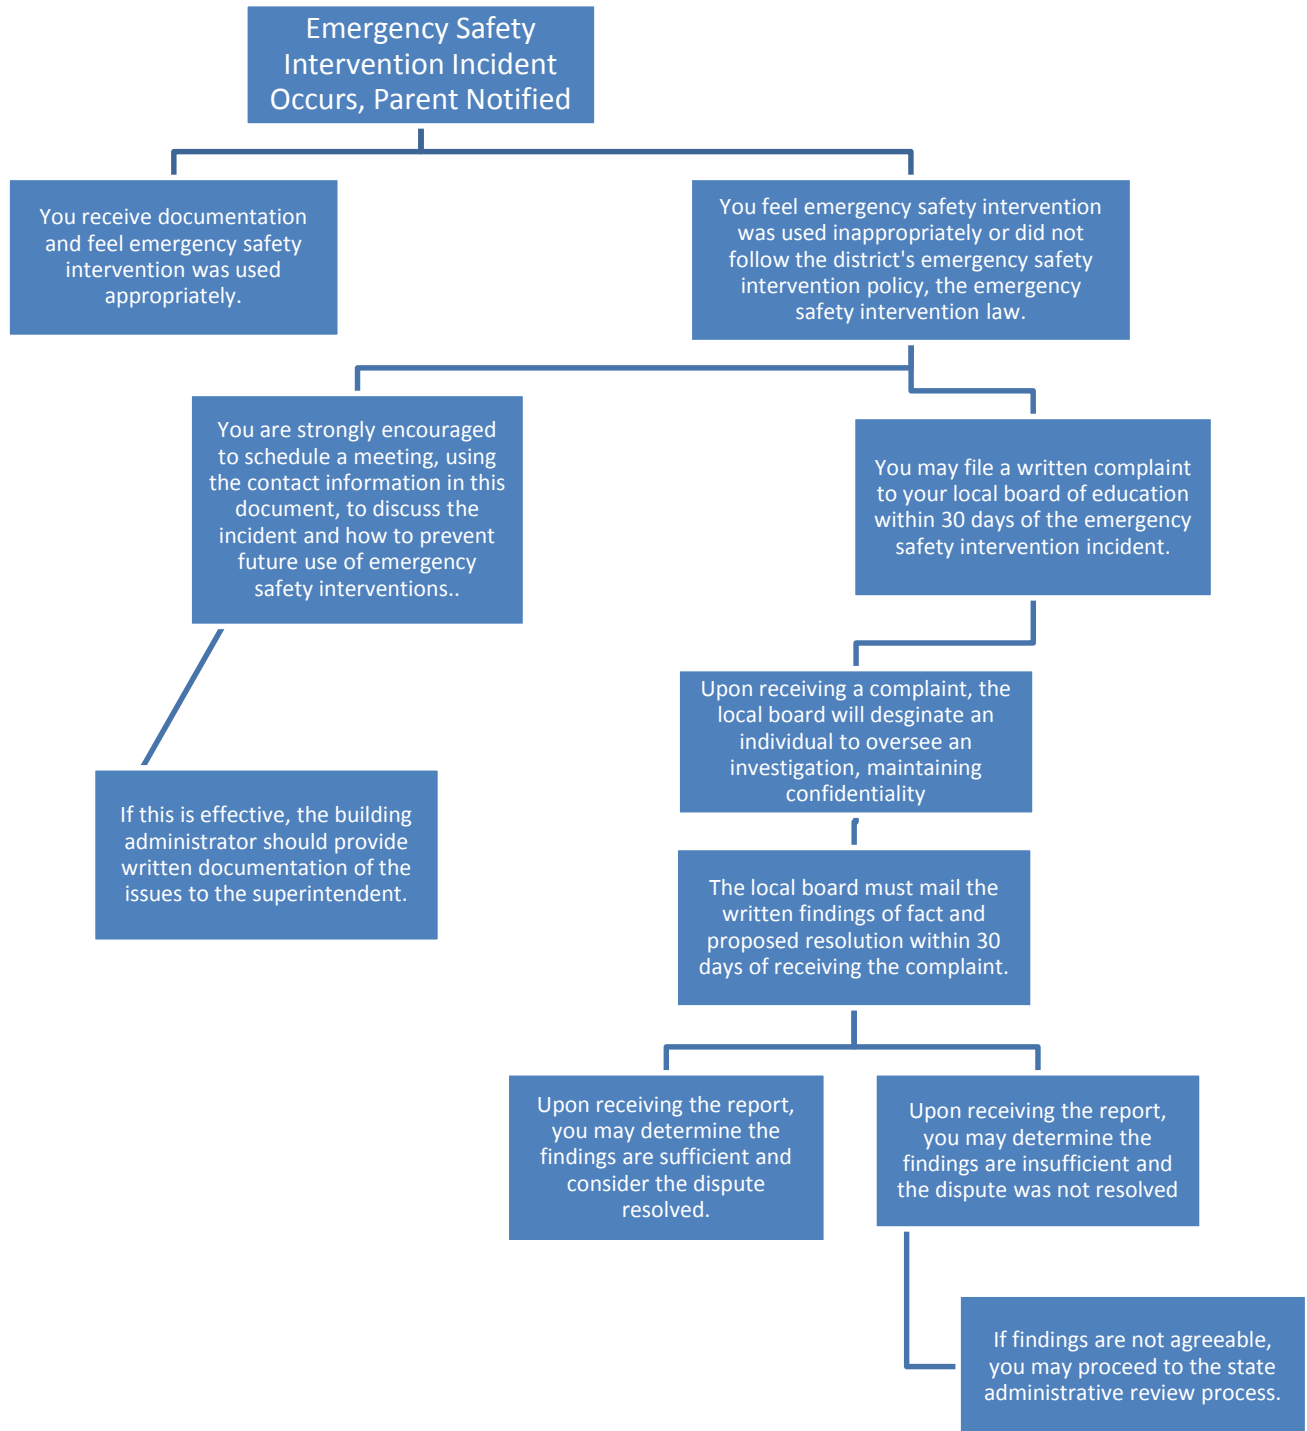 Emergency Safety
Intervention Incident
Occurs, Parent Notified
You receive documentation
and feel emergency safety
intervention was used
appropriately.
You feel emergency safety intervention
was used inappropriately or did not
follow the district's emergency safety
intervention policy, the emergency
safety intervention law.
You are strongly encouraged
to schedule a meeting, using
the contact information in this
document, to discuss the
incident and how to prevent
future use of emergency
safety interventions..
You may file a written complaint
to your local board of education
within 30 days of the emergency
safety intervention incident.
If this is effective, the building
administrator should provide
written documentation of the
issues to the superintendent.
Upon receiving a complaint, the
local board will desginate an
individual to oversee an
investigation, maintaining
confidentiality
The local board must mail the
written findings of fact and
proposed resolution within 30
days of receiving the complaint.
Upon receiving the report,
you may determine the
findings are sufficient and
consider the dispute
resolved.
Upon receiving the report,
you may determine the
findings are insufficient and
the dispute was not resolved
If findings are not agreeable,
you may proceed to the state
administrative review process.